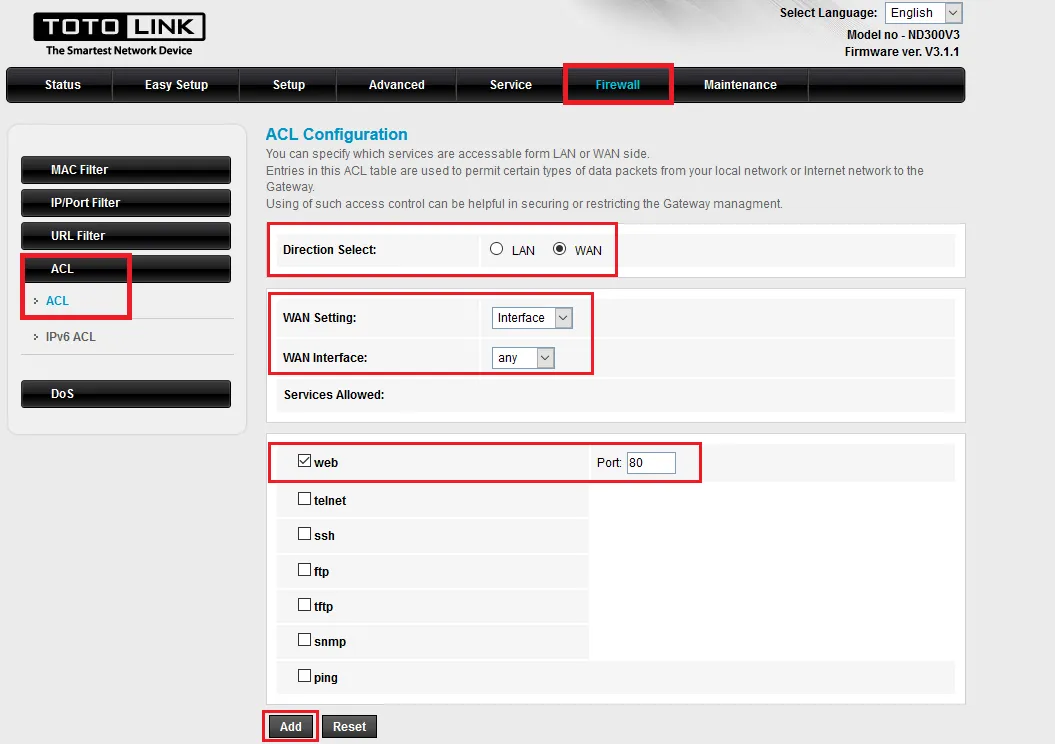 TOTO LINK
The Smartest Network Device
Select Language: English
Model no - ND300V3
Firmware ver. V3.1.1
Status Easy Setup Setup Advanced Service Firewall Maintenance
MAC Filter
IP/Port Filter
URL Filter
ACL
ACL
IPv6 ACL
DoS
ACL Configuration
You can specify which services are accessable form LAN or WAN side.
Entries in this ACL table are used to permit certain types of data packets from your local network or Internet network to the
Gateway.
Using of such access control can be helpful in securing or restricting the Gateway managment.
Direction Select: LAN WAN
WAN Setting: Interface
WAN Interface: any
Services Allowed:
web Port: 80
telnet
ssh
ftp
tftp
snmp
ping
Add Reset